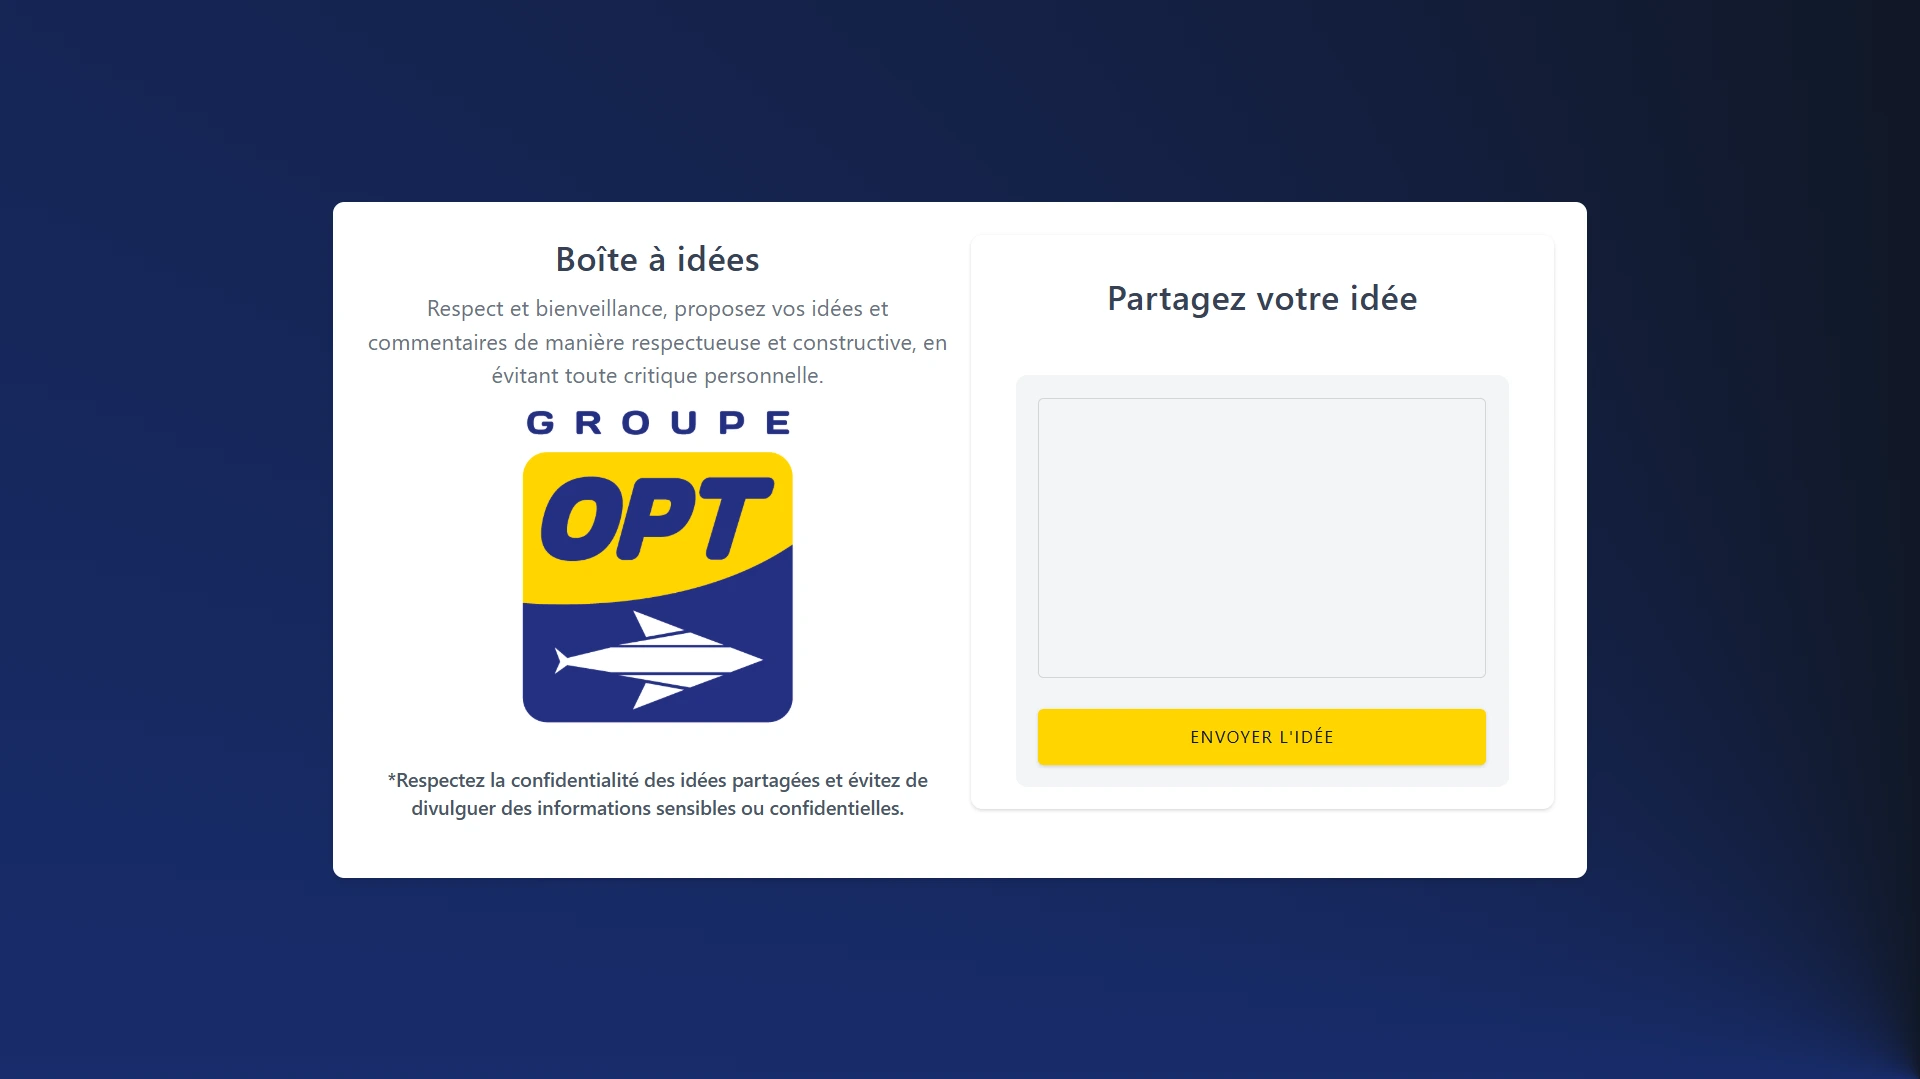 Boîte à idées
Respect et bienveillance, proposez vos idées et
commentaires de manière respectueuse et constructive, en
évitant toute critique personnelle.
GROUPE
OPT
*Respectez la confidentialité des idées partagées et évitez de
divulguer des informations sensibles ou confidentielles.
Partagez votre idée
ENVOYER L'IDÉE